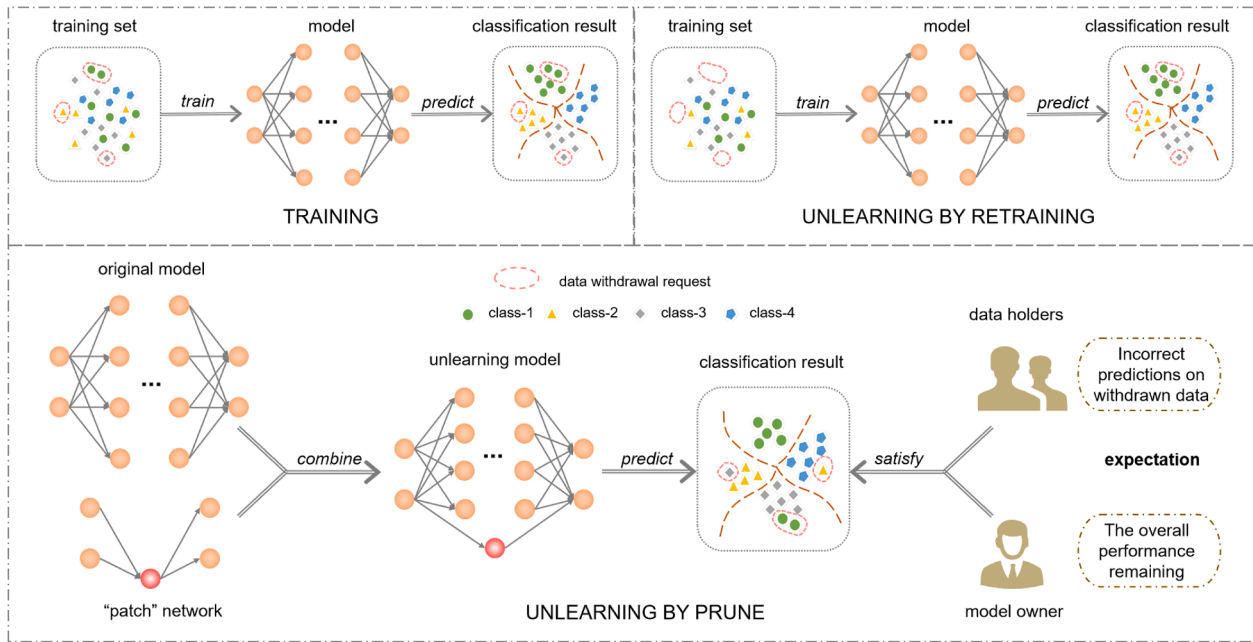 training set
model
classification result
train
...
predict
TRAINING
training set
model
classification result
train
...
predict
UNLEARNING BY RETRAINING
original model
...
data withdrawal request
class-1
class-2
class-3
class-4
unlearning model
classification result
data holders
Incorrect
predictions on
withdrawn data
combine
...
predict
satisfy
expectation
The overall
performance
remaining
"patch" network
UNLEARNING BY PRUNE
model owner